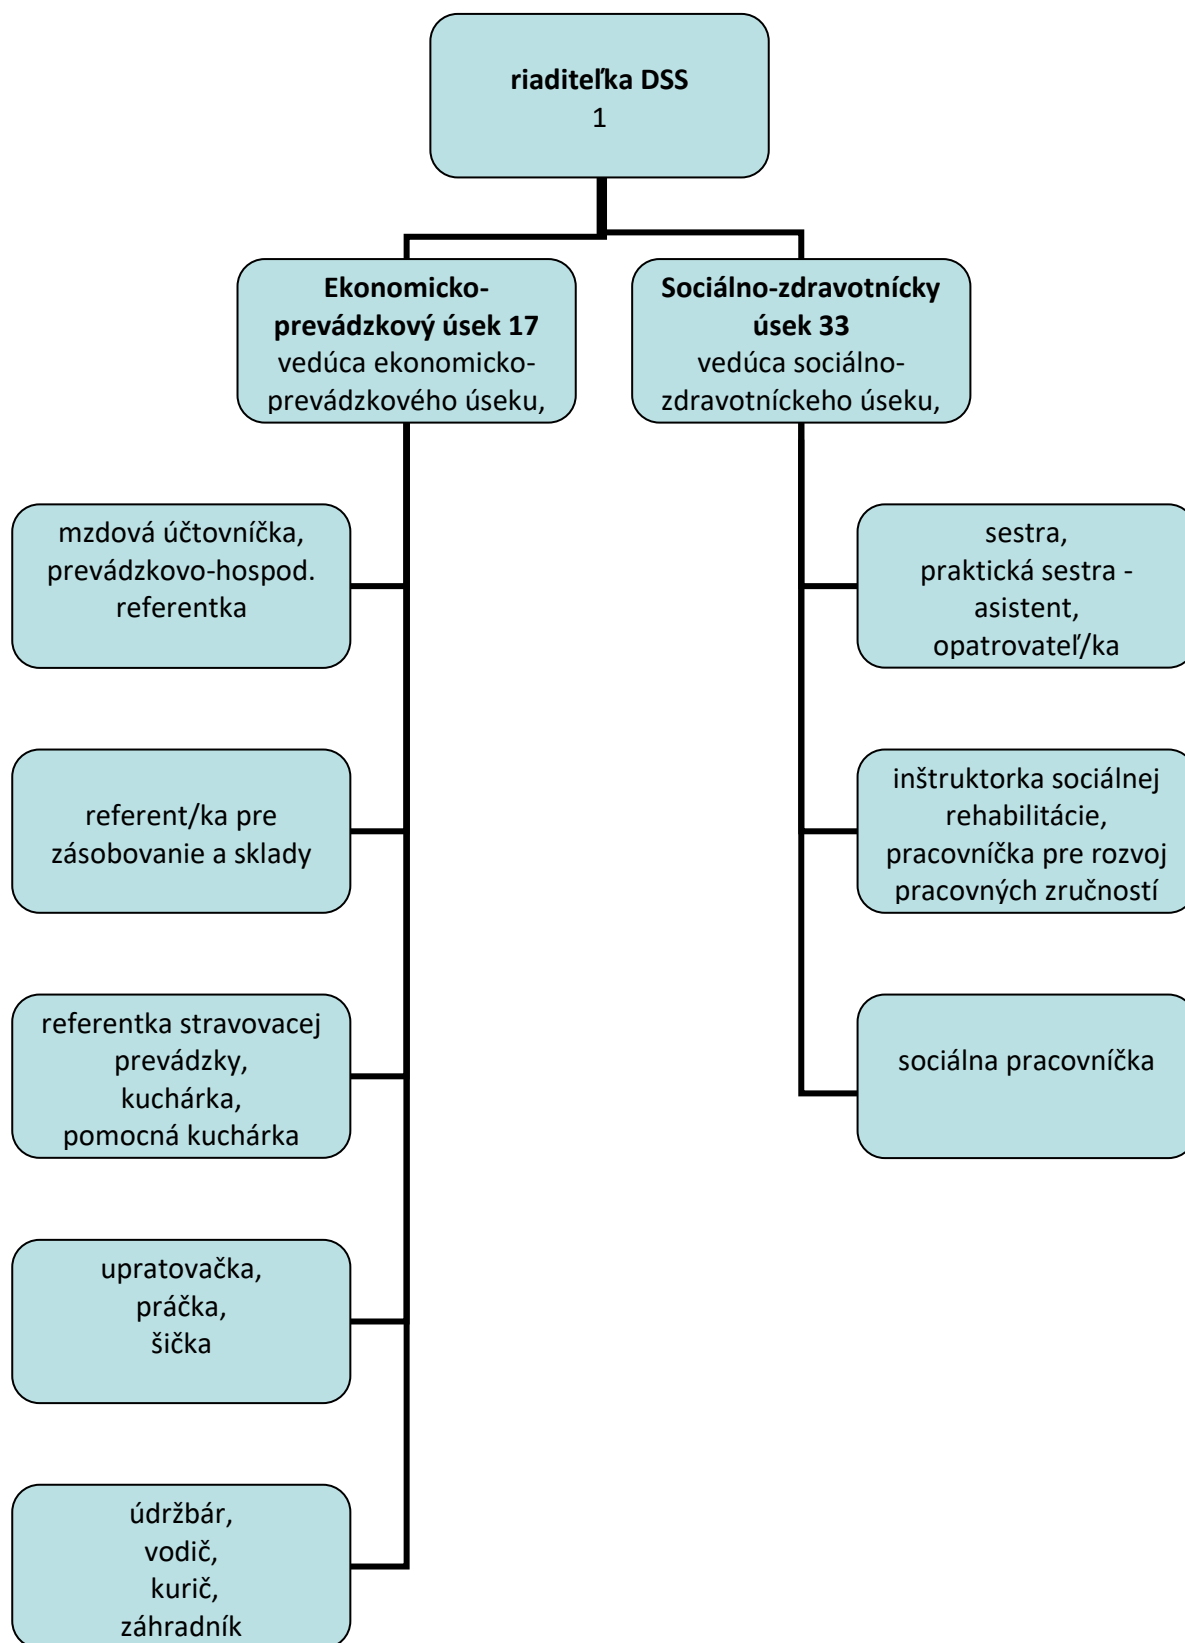 riaditeľka DSS
1
Ekonomicko-
prevádzkový úsek 17
vedúca ekonomicko-
prevádzkového úseku,
Sociálno-zdravotnícky
úsek 33
vedúca sociálno-
zdravotníckeho úseku,
mzdová účtovníčka,
prevádzkovo-hospod.
referentka
sestra,
praktická sestra -
asistent,
opatrovateľ/ka
referent/ka pre
zásobovanie a sklady
inštruktorka sociálnej
rehabilitácie,
pracovníčka pre rozvoj
pracovných zručností
referentka stravovacej
prevádzky,
kuchárka,
pomocná kuchárka
sociálna pracovníčka
upratovačka,
práčka,
šička
údržbár,
vodič,
kurič,
záhradník